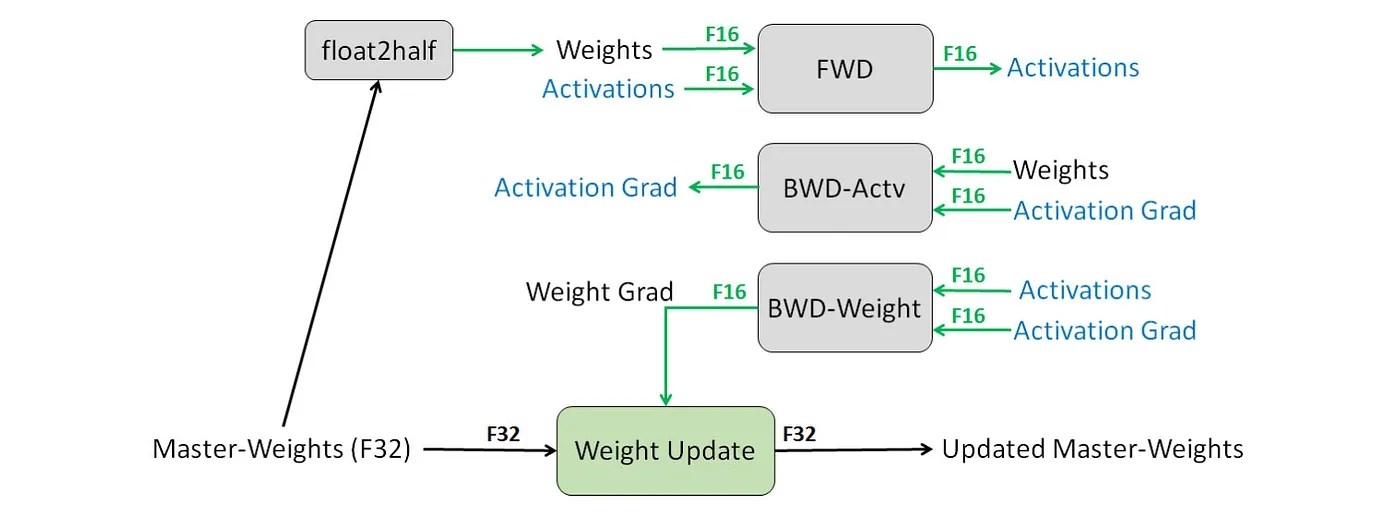 float2half
Weights
F16
Activations
F16
FWD
F16
Activations
Activation Grad
F16
BWD-Actv
F16
Weights
F16
Activation Grad
Weight Grad
F16
BWD-Weight
F16
Activations
F16
Activation Grad
Master-Weights (F32)
F32
Weight Update
F32
Updated Master-Weights